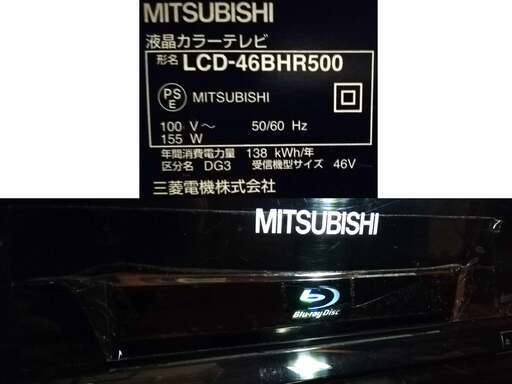 MITSUBISHI
液晶カラーテレビ
形名 LCD-46BHR500
PS
E MITSUBISHI
100 V～ 50/60 Hz
155 W
年間消費電力量 138 kWh/年
区分名 DG3 受信機型サイズ 46V
三菱電機株式会社
MITSUBISHI
Blu-ray Disc